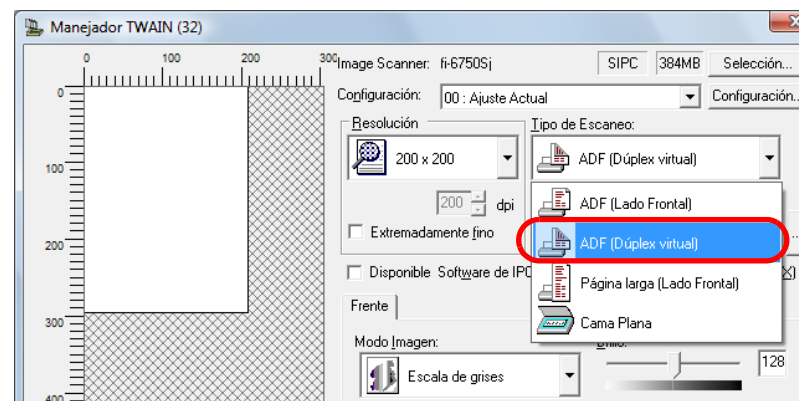 Manejador TWAIN (32)
0 100 200 300
Image Scanner: fi-6750Sj SIPC 384MB Selección...
Configuración: 00 : Ajuste Actual Configuración..
Resolución
Tipo de Escaneo:
0
200 x 200
ADF (Dúplex virtual)
100
200 dpi
ADF (Lado Frontal)
Extremadamente fino
ADF (Dúplex virtual)
200
Disponible Software de IPC
Página larga (Lado Frontal)
Frente
Cama Plana
300
Modo Imagen:
Brillo:
Escala de grises
128
400